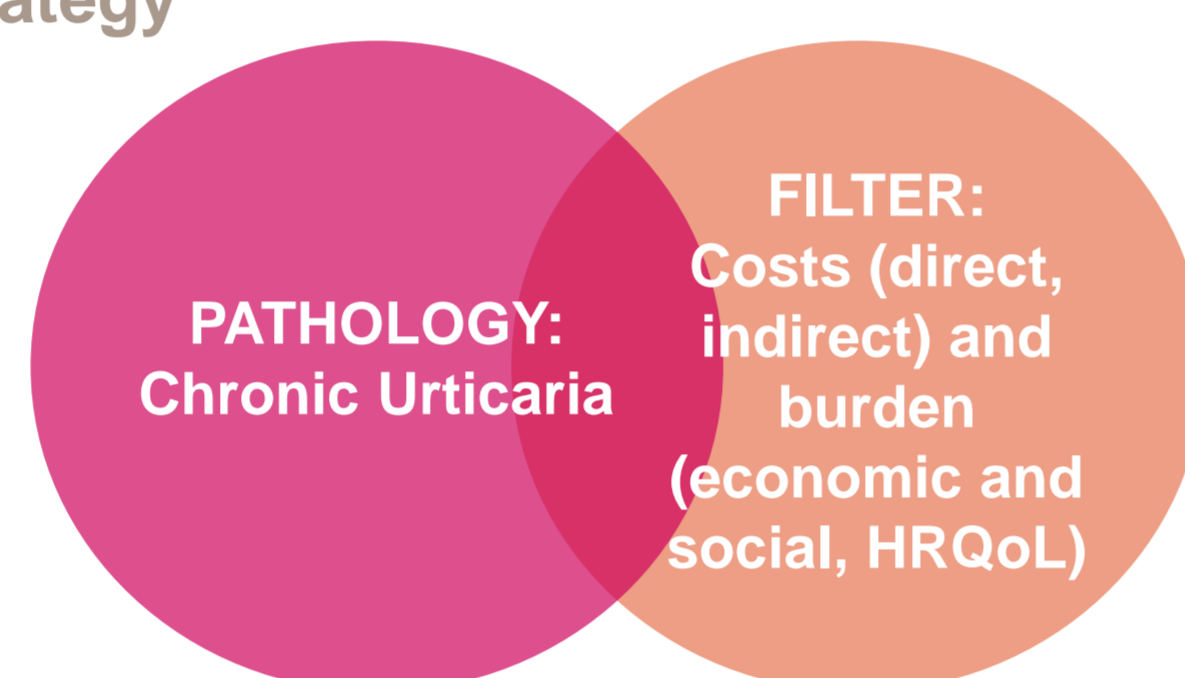 ategy
PATHOLOGY:
Chronic Urticaria
FILTER:
Costs (direct,
indirect) and
burden
(economic and
social, HRQoL)